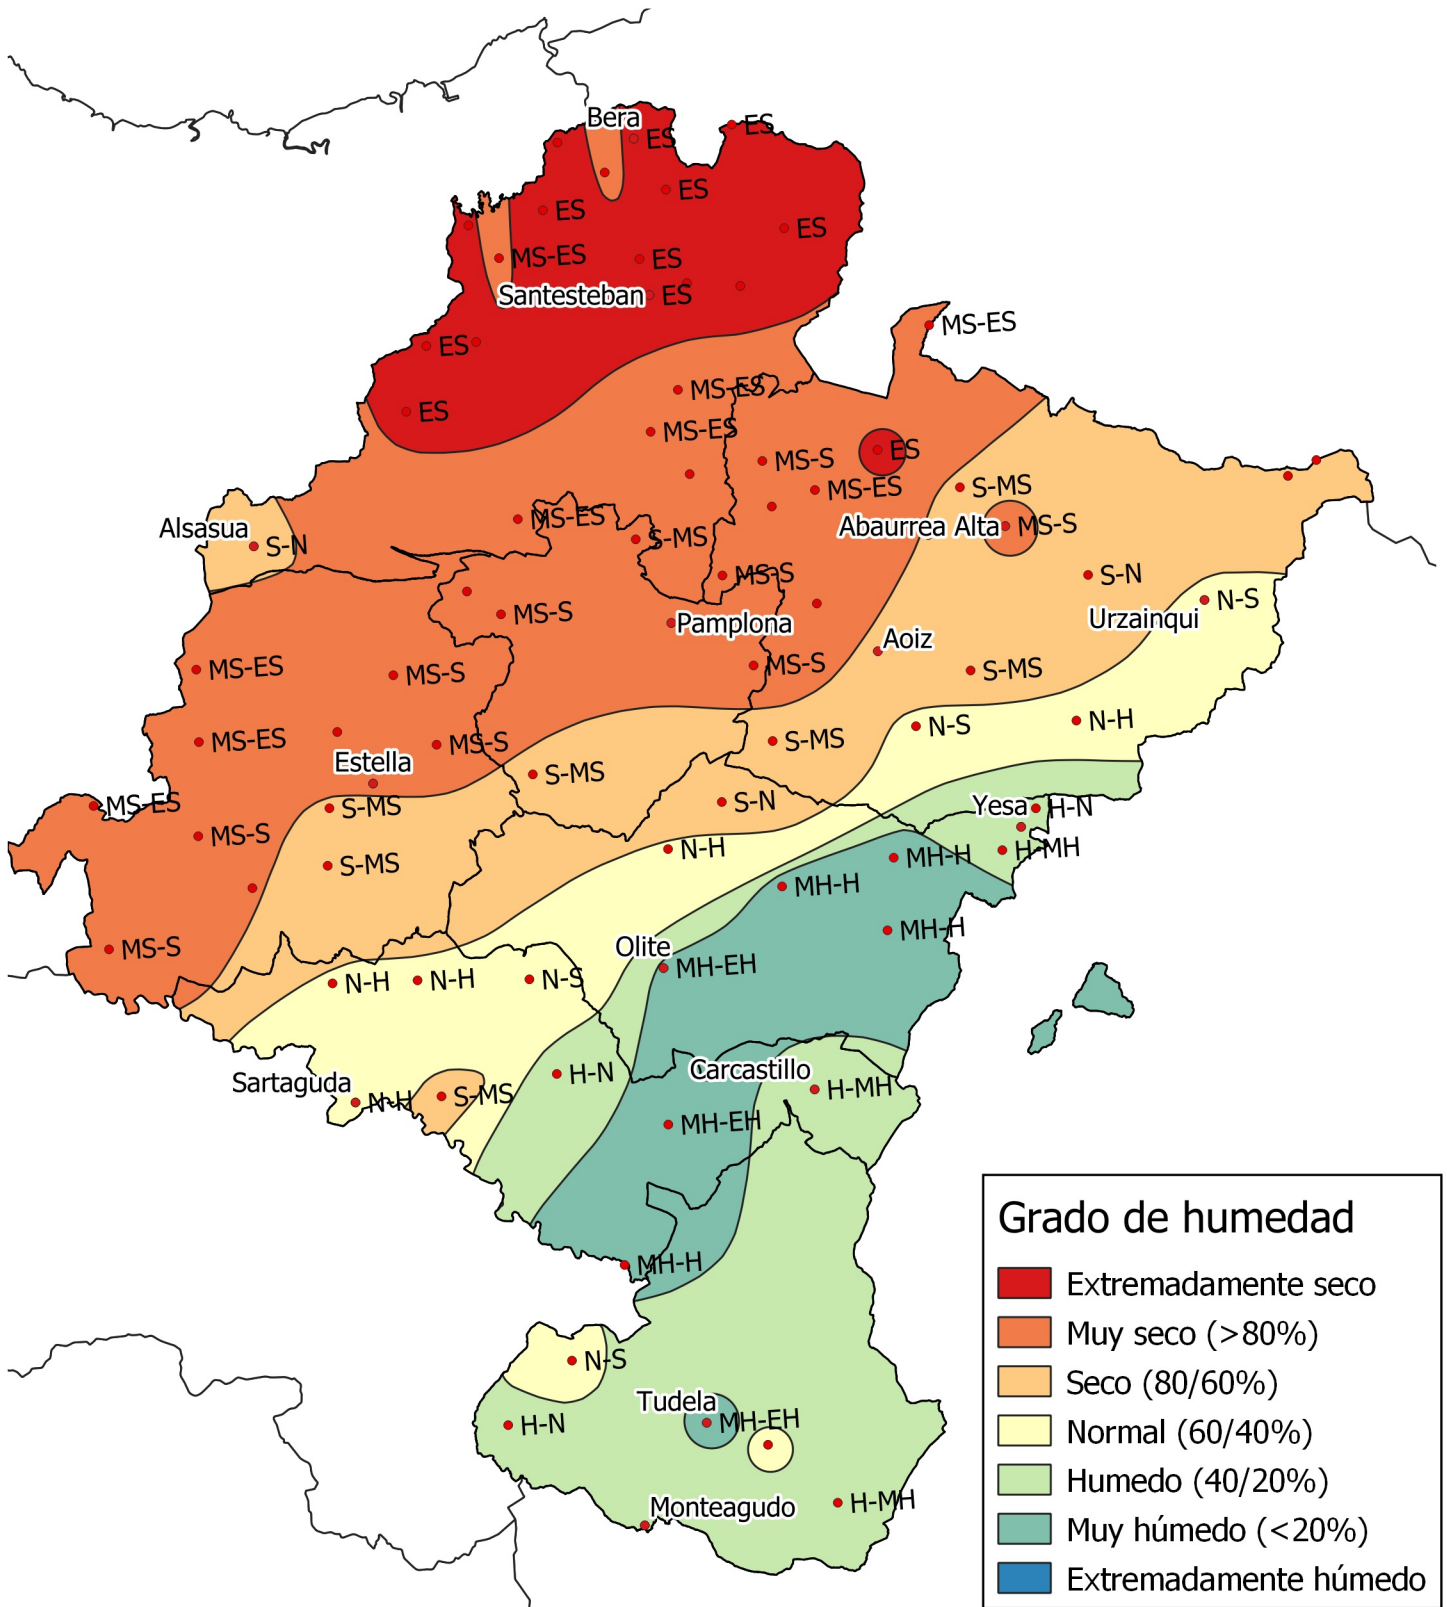 Bera
ES
ES
ES
ES
ES
MS-ES
ES
Santesteban
ES
MS-ES
ES
MS-ES
ES
MS-ES
ES
MS-S
MS-ES
S-MS
MS-ES
Abaurrea Alta
MS-S
Alsasua
S-N
S-MS
MS-S
S-N
N-S
MS-S
Pamplona
Urzainqui
Aoiz
MS-ES
MS-S
MS-S
S-MS
MS-ES
MS-S
S-MS
N-S
N-H
Estella
S-MS
MS-ES
S-MS
S-N
Yesa
H-N
MS-S
S-MS
N-H
MH-H
H-MH
MH-H
MS-S
Olite
MH-H
MH-EH
N-H
N-H
N-S
Sartaguda
N-H
S-MS
H-N
Carcastillo
H-MH
MH-EH
MH-H
N-S
Tudela
H-N
MH-EH
Monteagudo
H-MH
Grado de humedad
Extremadamente seco
Muy seco (>80%)
Seco (80/60%)
Normal (60/40%)
Humedo (40/20%)
Muy húmedo (<20%)
Extremadamente húmedo